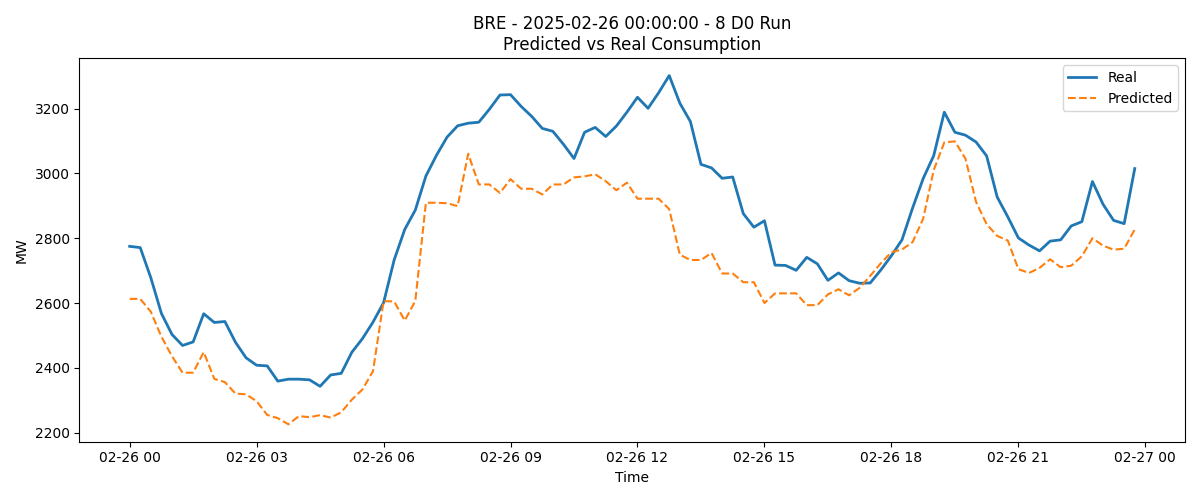 BRE - 2025-02-26 00:00:00 - 8 D0 Run
Predicted vs Real Consumption
Real
Predicted
MW
3200
3000
2800
2600
2400
2200
02-26 00
02-26 03
02-26 06
02-26 09
02-26 12
02-26 15
02-26 18
02-26 21
02-27 00
Time